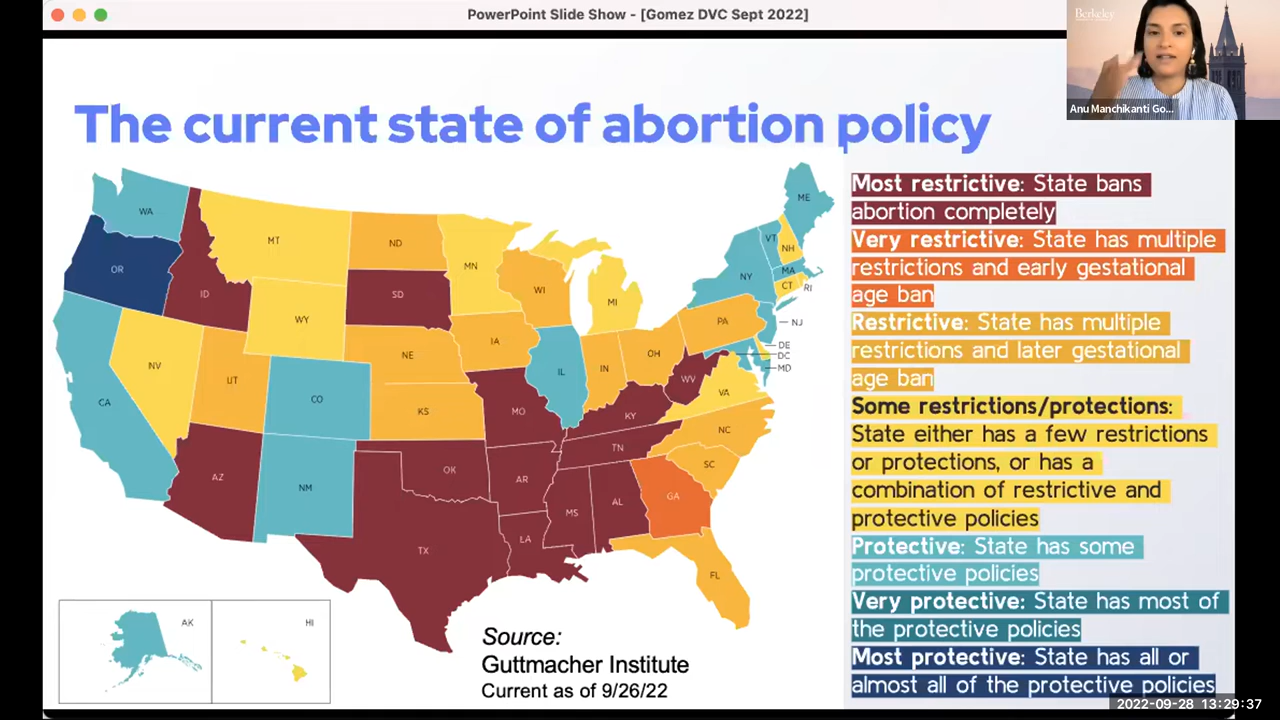 PowerPoint Slide Show - [Gomez DVC Sept 2022]
Berkeley
Anu Manchikanti Go...
The current state of abortion policy
WA
OR
CA
ID
NV
MT
WY
UT
AZ
CO
NM
ND
SD
NE
KS
OK
TX
MN
IA
MO
AR
LA
WI
IL
MI
IN
OH
KY
TN
MS
AL
GA
FL
SC
NC
VA
WV
PA
NY
VT
NH
ME
MA
CT
RI
NJ
DE
DC
MD
AK
HI
Source:
Guttmacher Institute
Current as of 9/26/22
Most restrictive: State bans
abortion completely
Very restrictive: State has multiple
restrictions and early gestational
age ban
Restrictive: State has multiple
restrictions and later gestational
age ban
Some restrictions/protections:
State either has a few restrictions
or protections, or has a
combination of restrictive and
protective policies
Protective: State has some
protective policies
Very protective: State has most of
the protective policies
Most protective: State has all or
almost all of the protective policies
2022-09-28 13:29:37